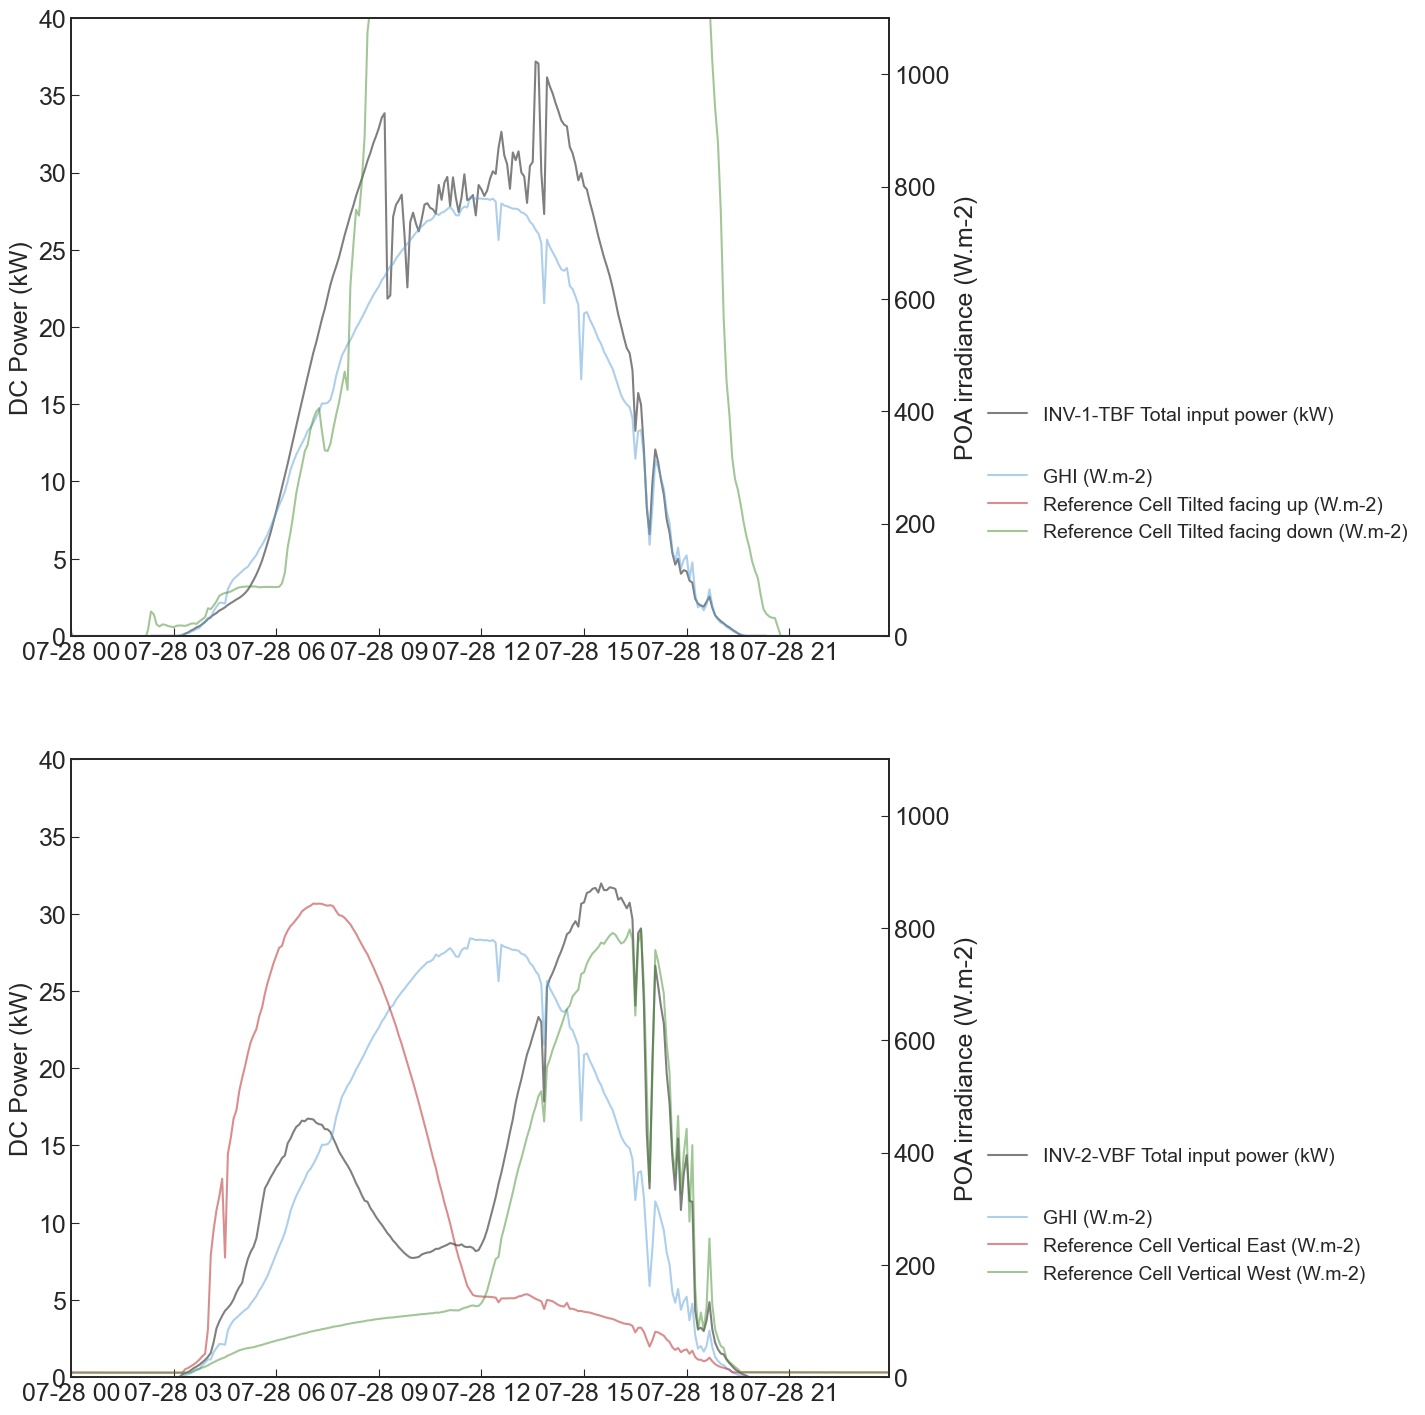 40
35
30
25
20
15
10
5
0
DC Power (kW)
1000
800
600
400
200
0
POA irradiance (W.m-2)
07-28 00 07-28 03 07-28 06 07-28 09 07-28 12 07-28 15 07-28 18 07-28 21
INV-1-TBF Total input power (kW)
GHI (W.m-2)
Reference Cell Tilted facing up (W.m-2)
Reference Cell Tilted facing down (W.m-2)
40
35
30
25
20
15
10
5
0
DC Power (kW)
1000
800
600
400
200
0
POA irradiance (W.m-2)
07-28 00 07-28 03 07-28 06 07-28 09 07-28 12 07-28 15 07-28 18 07-28 21
INV-2-VBF Total input power (kW)
GHI (W.m-2)
Reference Cell Vertical East (W.m-2)
Reference Cell Vertical West (W.m-2)